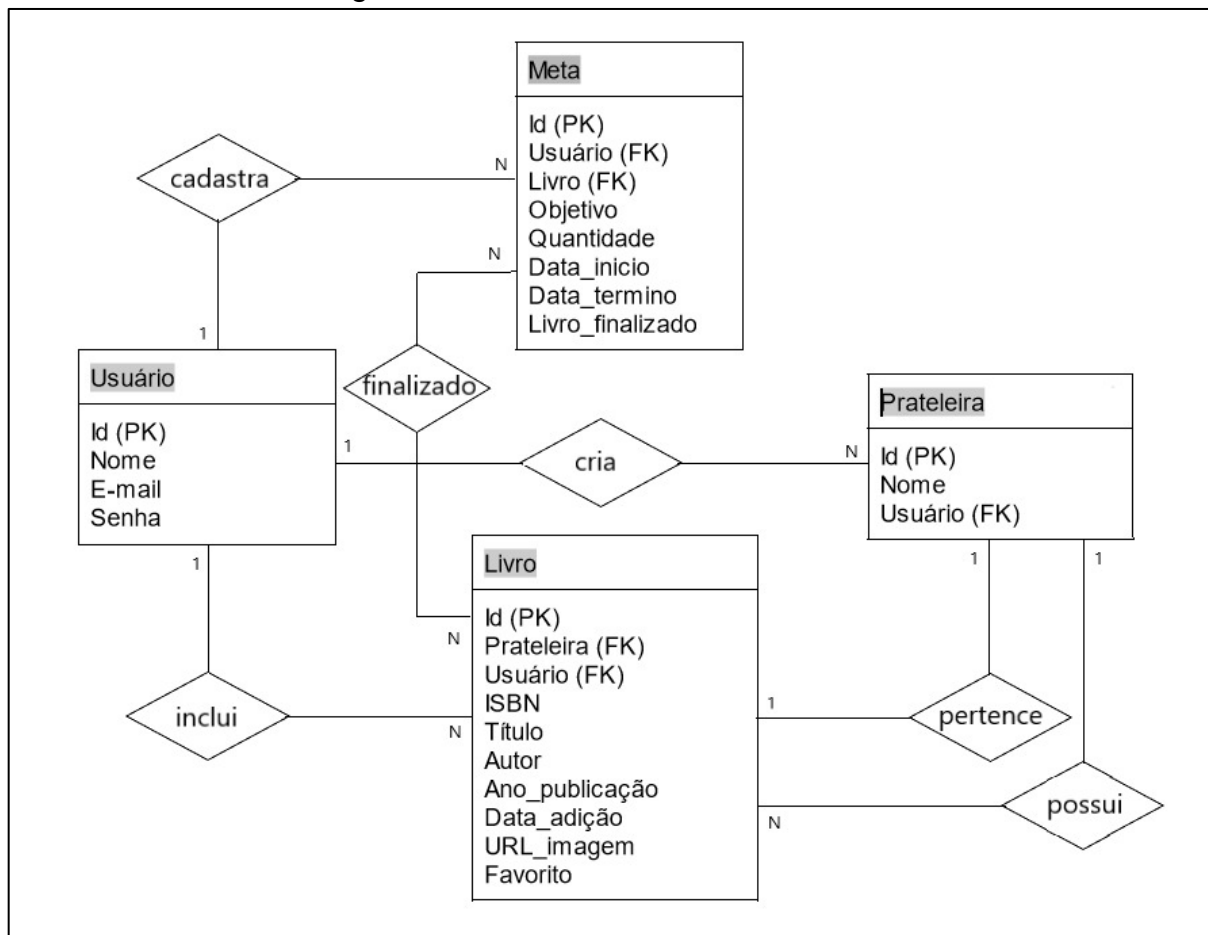 Meta
Id (PK)
Usuário (FK)
Livro (FK)
Objetivo
Quantidade
Data_inicio
Data_termino
Livro_finalizado
cadastra
N
N
1
Usuário
Id (PK)
Nome
E-mail
Senha
finalizado
1
cria
N
Prateleira
Id (PK)
Nome
Usuário (FK)
1
1
1
Livro
Id (PK)
Prateleira (FK)
Usuário (FK)
ISBN
Título
Autor
Ano_publicação
Data_adição
URL_imagem
Favorito
N
inclui
N
1
pertence
N
possui